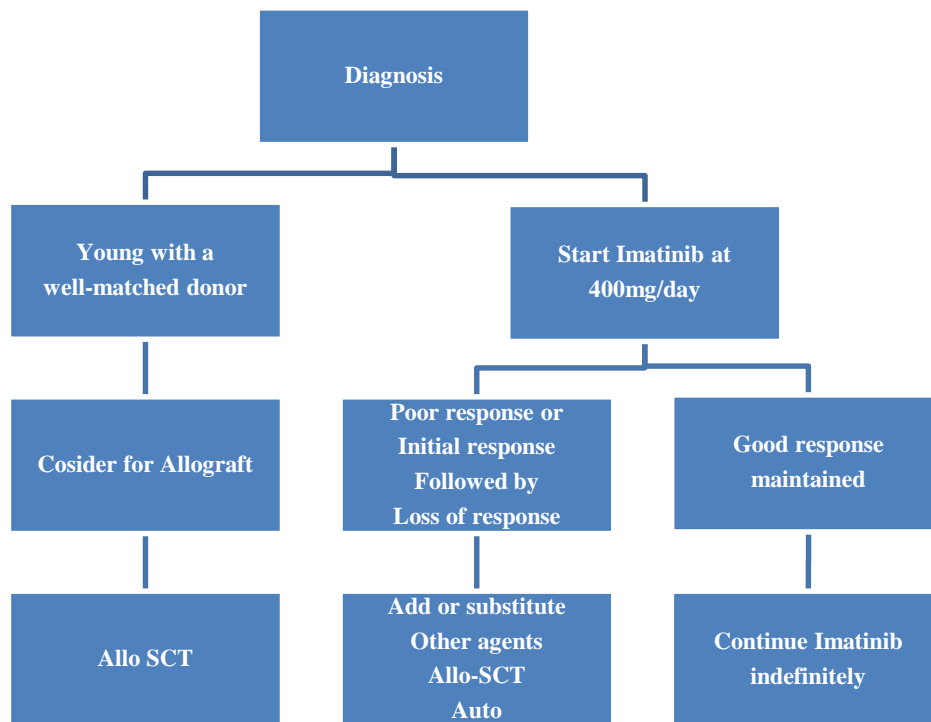 Diagnosis
Young with a
well-matched donor
Start Imatinib at
400mg/day
Cosider for Allograft
Poor response or
Initial response
Followed by
Loss of response
Good response
maintained
Allo SCT
Add or substitute
Other agents
Allo-SCT
Auto
Continue Imatinib
indefinitely